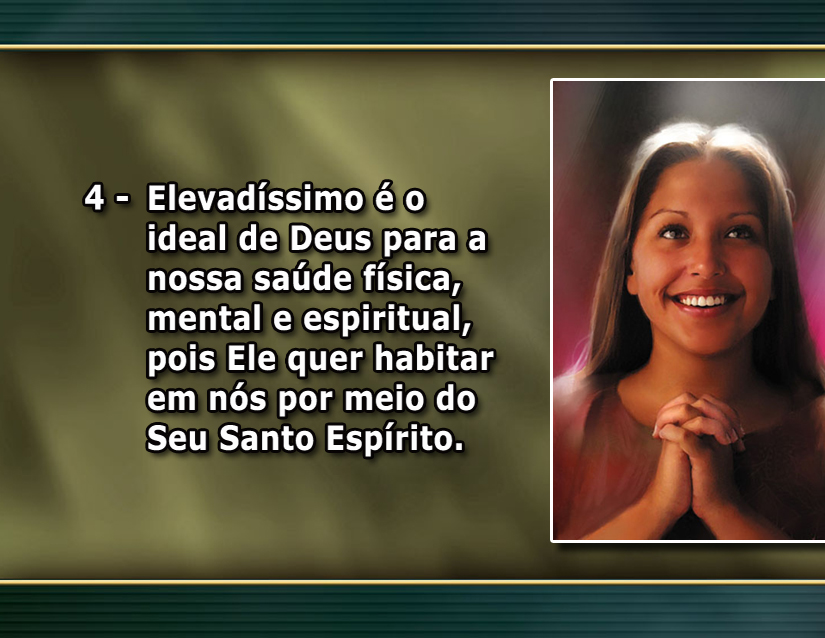 4 - Elevadíssimo é o
ideal de Deus para a
nossa saúde física,
mental e espiritual,
pois Ele quer habitar
em nós por meio do
Seu Santo Espírito.